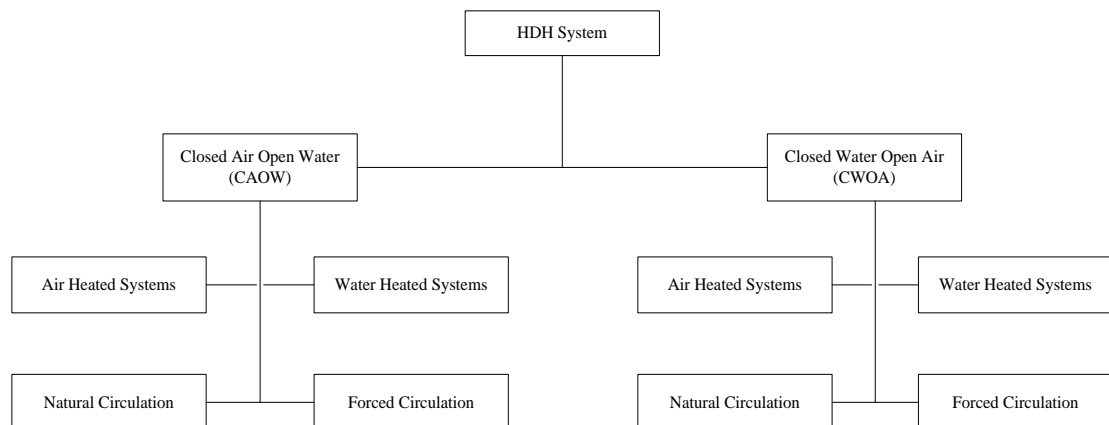 HDH System
Closed Air Open Water
(CAOW)
Closed Water Open Air
(CWOA)
Air Heated Systems
Water Heated Systems
Air Heated Systems
Water Heated Systems
Natural Circulation
Forced Circulation
Natural Circulation
Forced Circulation